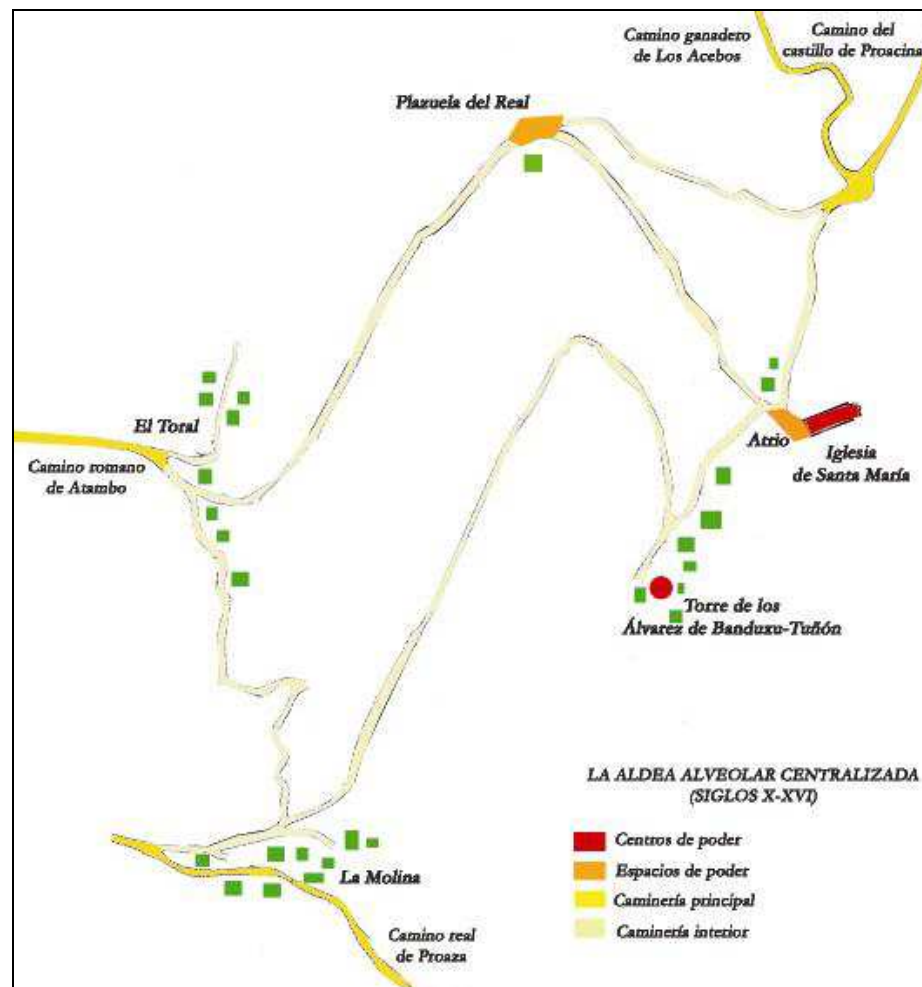 Camino ganadero
de Los Acebos
Camino del
castillo de Proacina
Plazuela del Real
El Toral
Camino romano
de Atambo
Atrio
Iglesia
de Santa María
Torre de los
Álvarez de Banduxu-Tuñón
LA ALDEA ALVEOLAR CENTRALIZADA
(SIGLOS X-XVI)
Centros de poder
Espacios de poder
Caminería principal
Caminería interior
La Molina
Camino real
de Proaza